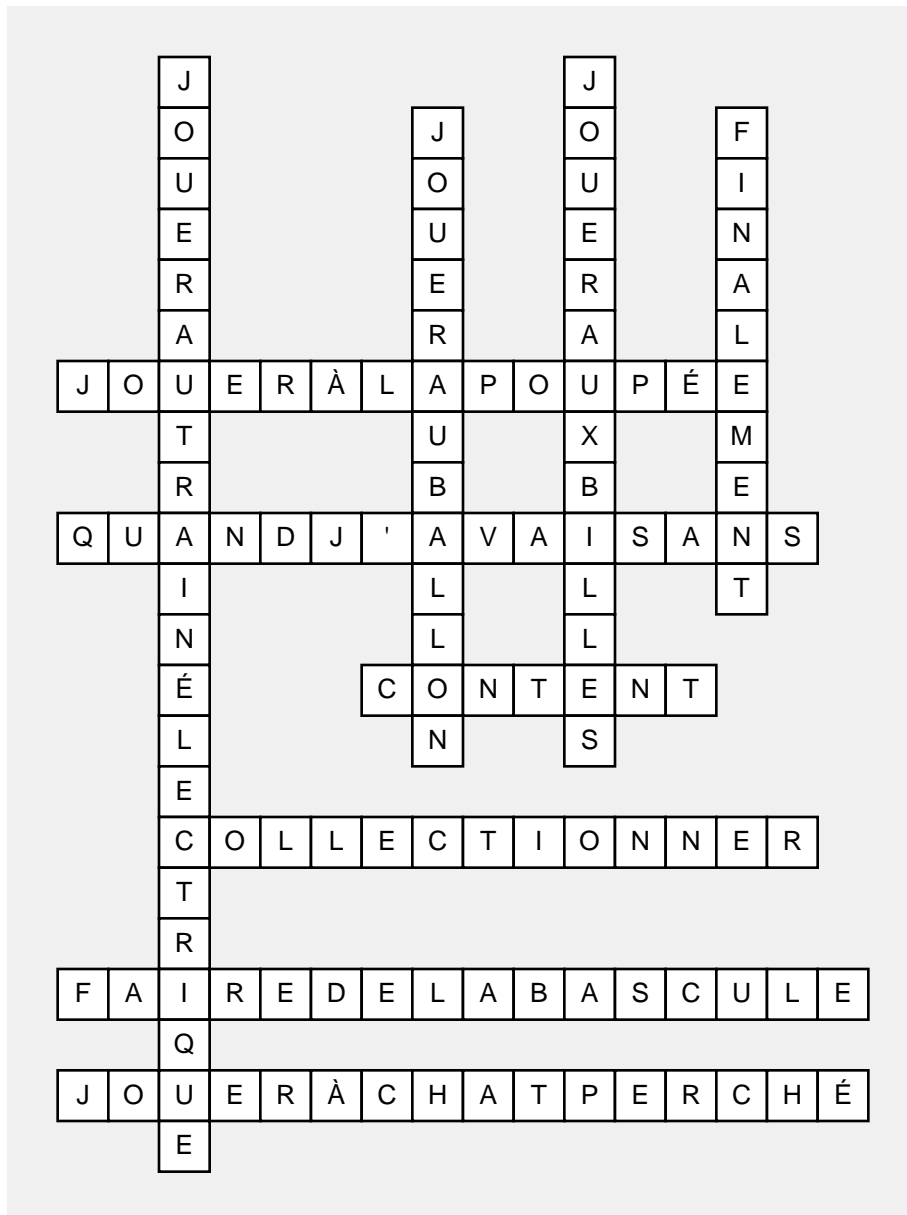 JOUERAUTRAINÉLECTRIQUE
JOUERAUXBILLES
JOUERAUBALLON
FINALEMENT
JOUERÀLAPOUPÉE
QUANDJ'AVAISANS
CONTENT
COLLECTIONNER
FAIREDELABASCULE
JOUERÀCHATPERCHÉ